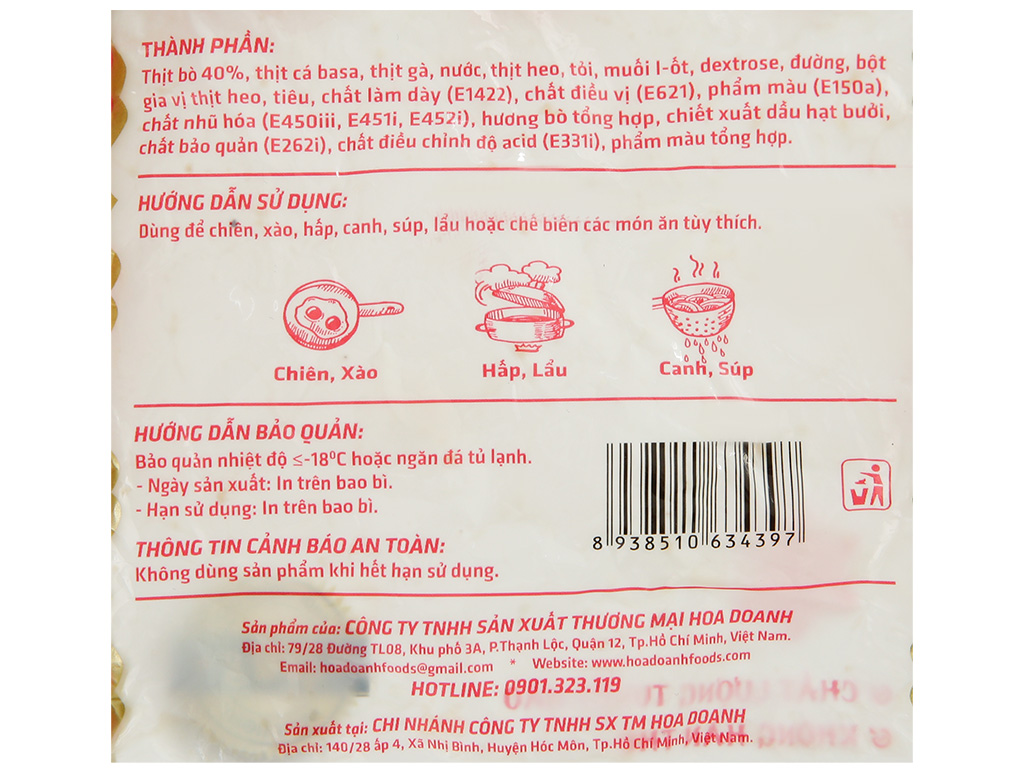 THÀNH PHẦN:
Thịt bò 40%, thịt cá basa, thịt gà, nước, thịt heo, tỏi, muối I-ốt, dextrose, đường, bột
gia vị thịt heo, tiêu, chất làm dày (E1422), chất điều vị (E621), phẩm màu (E150a),
chất nhũ hóa (E450iii, E451i, E452i), hương bò tổng hợp, chiết xuất dầu hạt bưởi,
chất bảo quản (E262i), chất điều chỉnh độ acid (E331i), phẩm màu tổng hợp.
HƯỚNG DẪN SỬ DỤNG:
Dùng để chiên, xào, hấp, canh, súp, lẩu hoặc chế biến các món ăn tùy thích.
Chiên, Xào
Hấp, Lẩu
Canh, Súp
HƯỚNG DẪN BẢO QUẢN:
Bảo quản nhiệt độ ≤-18ºC hoặc ngăn đá tủ lạnh.
- Ngày sản xuất: In trên bao bì.
- Hạn sử dụng: In trên bao bì.
8 938510 634397
THÔNG TIN CẢNH BÁO AN TOÀN:
Không dùng sản phẩm khi hết hạn sử dụng.
Sản phẩm của: CÔNG TY TNHH SẢN XUẤT THƯƠNG MẠI HOA DOANH
Địa chỉ: 79/28 Đường TL08, Khu phố 3A, P.Thạnh Lộc, Quận 12, Tp.Hồ Chí Minh, Việt Nam.
Email: hoadoanhfoods@gmail.com * Website: www.hoadoanhfoods.com
HOTLINE: 0901.323.119
Sản xuất tại: CHI NHÁNH CÔNG TY TNHH SX TM HOA DOANH
Địa chỉ: 140/28 ấp 4, Xã Nhị Bình, Huyện Hóc Môn, Tp.Hồ Chí Minh, Việt Nam.